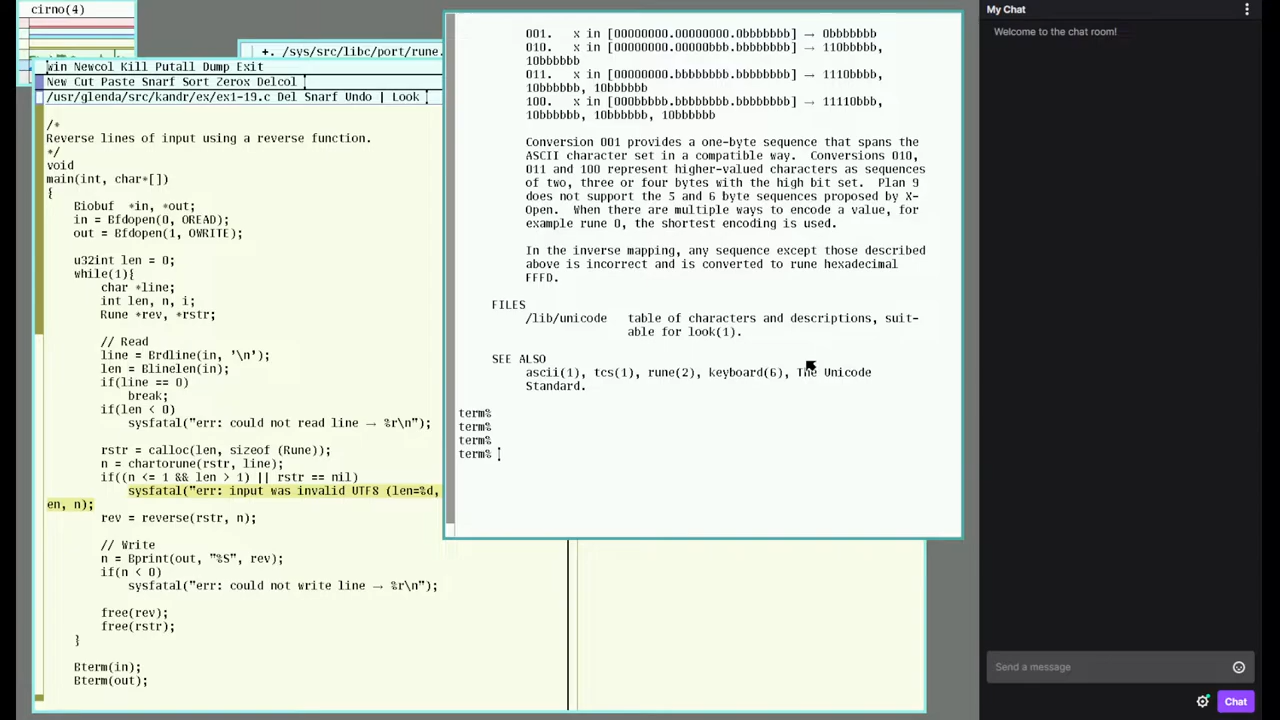 cirno(4)
+. /sys/src/libc/port/rune.
win Newcol Kill Putall Dump Exit
New Cut Paste Snarf Sort Zerox Delcol
/usr/glenda/src/kandr/ex/ex1-19.c Del Snarf Undo | Look
/*
Reverse lines of input using a reverse function.
*/
void
main(int, char*[])
{
Biobuf *in, *out;
in = Bfdopen(0, OREAD);
out = Bfdopen(1, OWRITE);
u32int len = 0;
while(1){
char *line;
int len, n, i;
Rune *rev, *rstr;
// Read
line = Brdline(in, '\n');
len = Blinelen(in);
if(line == 0)
break;
if(len < 0)
sysfatal("err: could not read line → %r\n");
rstr = calloc(len, sizeof (Rune));
n = chartorune(rstr, line);
if((n <= 1 && len > 1) || rstr == nil)
sysfatal("err: input was invalid UTF8 (len=%d,
en, n);
rev = reverse(rstr, n);
// Write
n = Bprint(out, "%S", rev);
if(n < 0)
sysfatal("err: could not write line → %r\n");
free(rev);
free(rstr);
}
Bterm(in);
Bterm(out);
001. x in [00000000.00000000.0bbbbbbb] → 0bbbbbbb
010. x in [00000000.00000bbb.bbbbbbbb] → 110bbbbb,
10bbbbbb
011. x in [00000000.bbbbbbbb.bbbbbbbb] → 1110bbbb,
10bbbbbb, 10bbbbbb
100. x in [000bbbbb.bbbbbbbb.bbbbbbbb] → 11110bbb,
10bbbbbb, 10bbbbbb, 10bbbbbb
Conversion 001 provides a one-byte sequence that spans the
ASCII character set in a compatible way. Conversions 010,
011 and 100 represent higher-valued characters as sequences
of two, three or four bytes with the high bit set. Plan 9
does not support the 5 and 6 byte sequences proposed by X-
Open. When there are multiple ways to encode a value, for
example rune 0, the shortest encoding is used.
In the inverse mapping, any sequence except those described
above is incorrect and is converted to rune hexadecimal
FFFD.
FILES
/lib/unicode table of characters and descriptions, suit-
able for look(1).
SEE ALSO
ascii(1), tcs(1), rune(2), keyboard(6), The Unicode
Standard.
term%
term%
term%
term%
My Chat
Welcome to the chat room!
Send a message
Chat